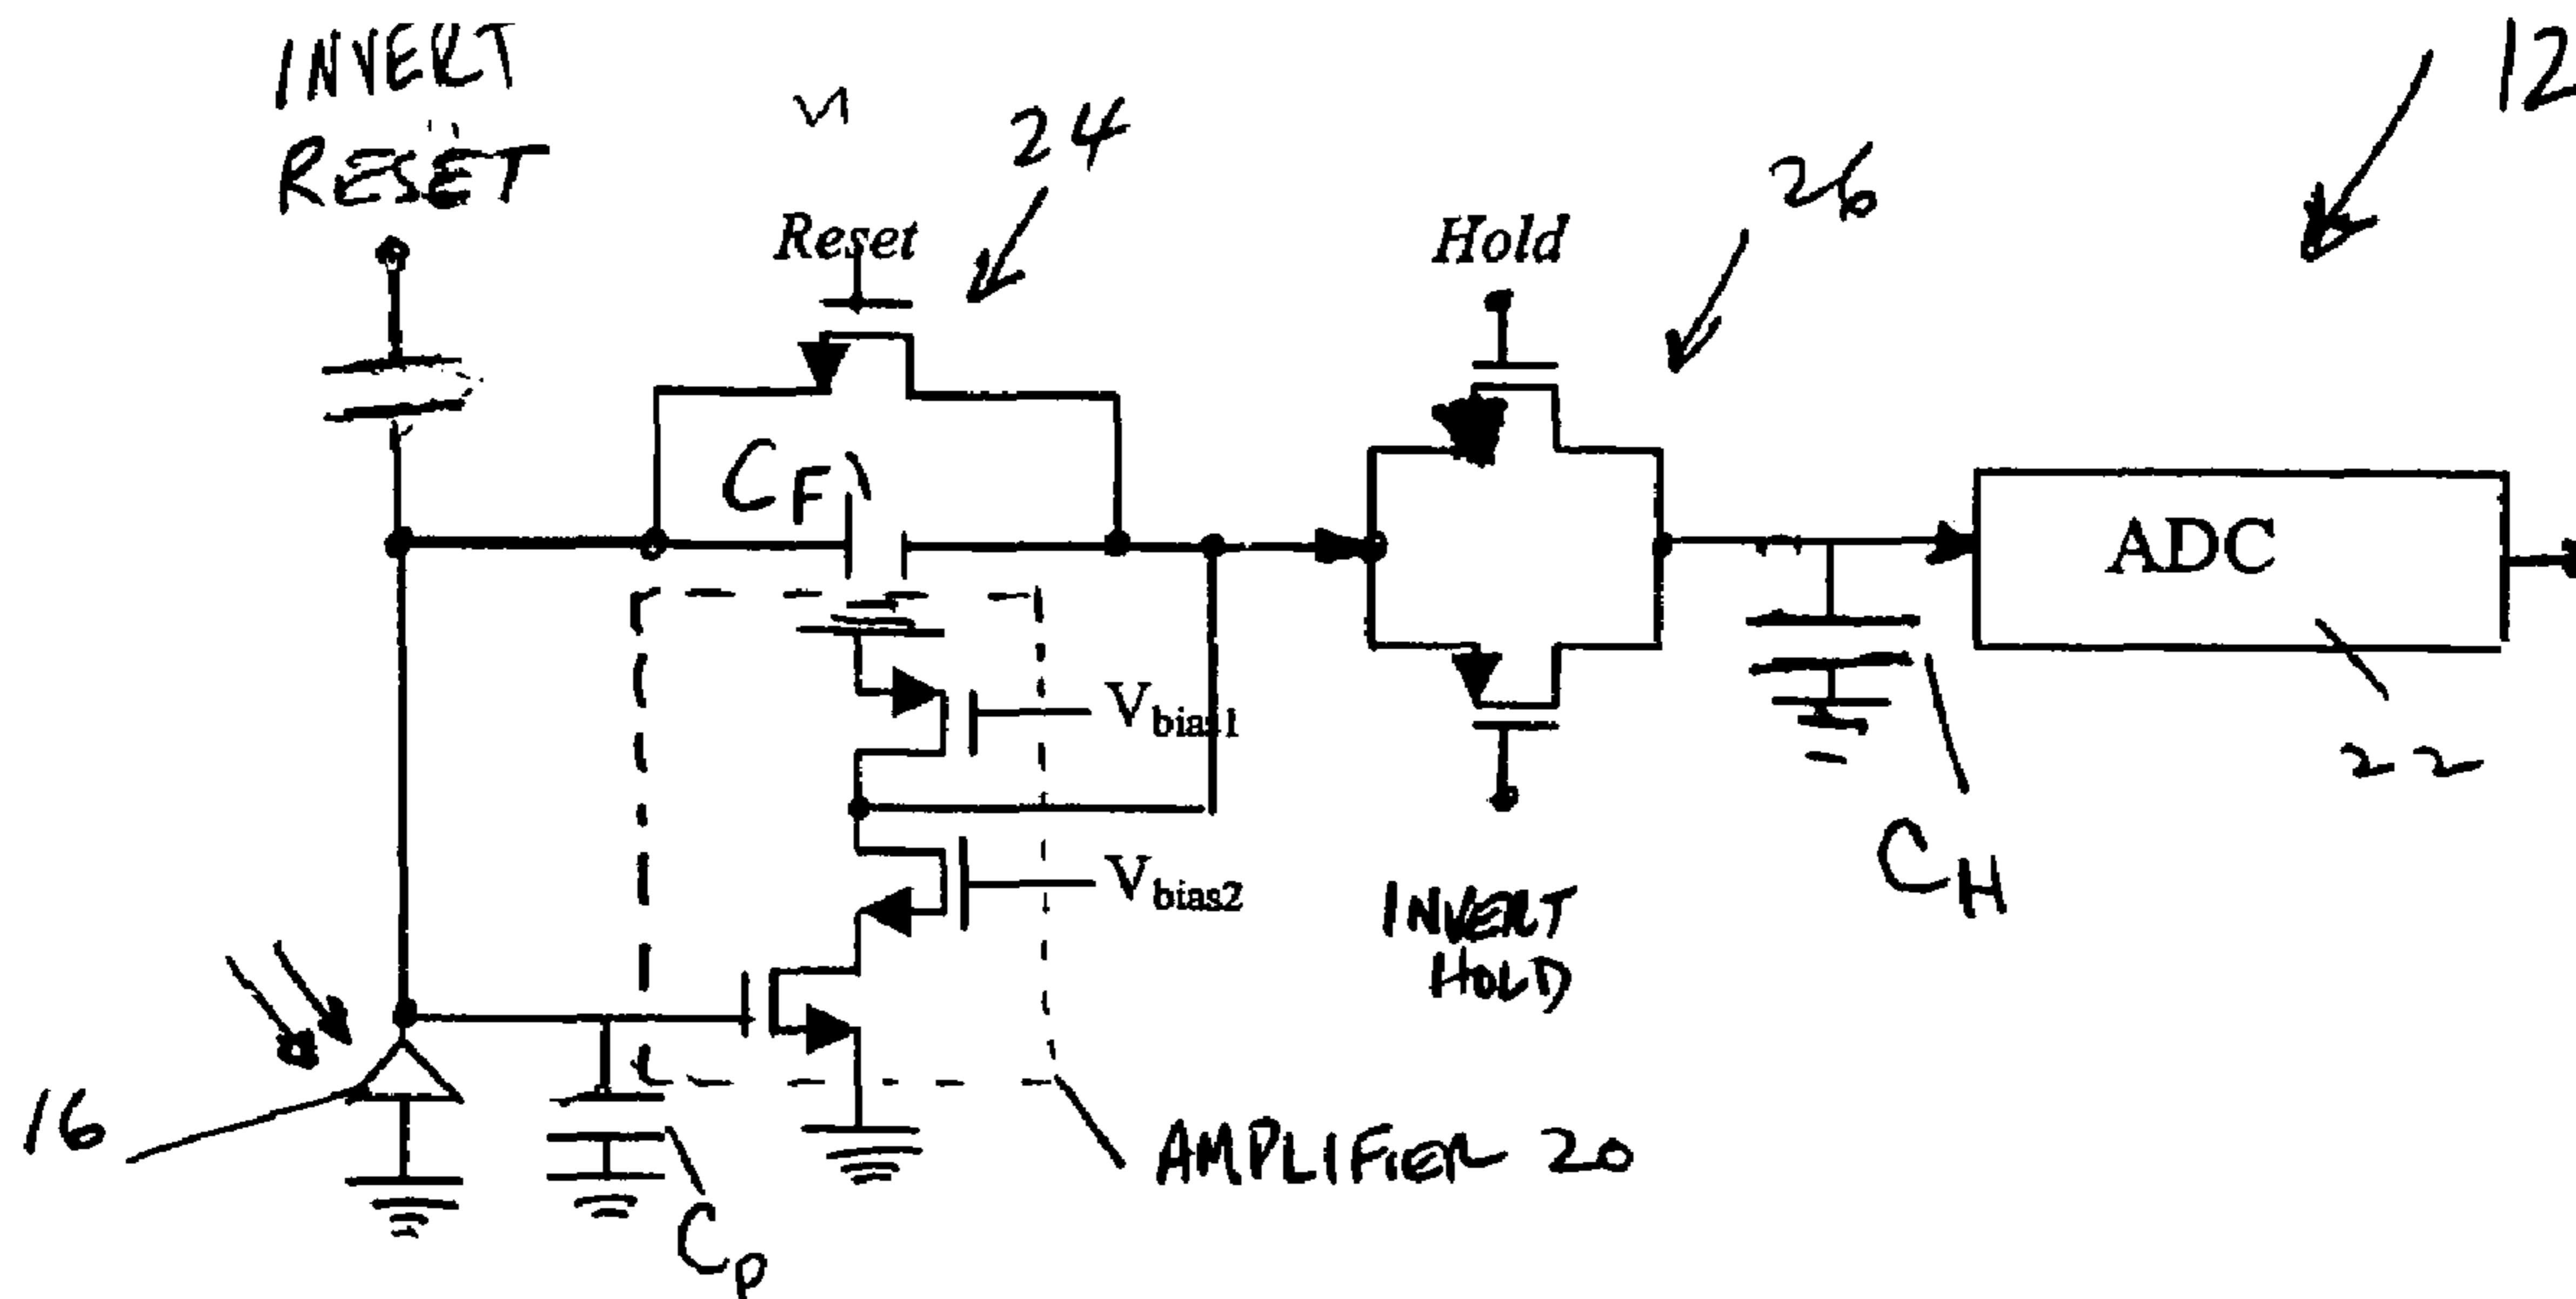 INVERT
RESET
24
12
Reset
Hold
26
CF
ADC
Vbias1
22
Vbias2
CH
INVERT
HOLD
16
AMPLIFIER 20
CP